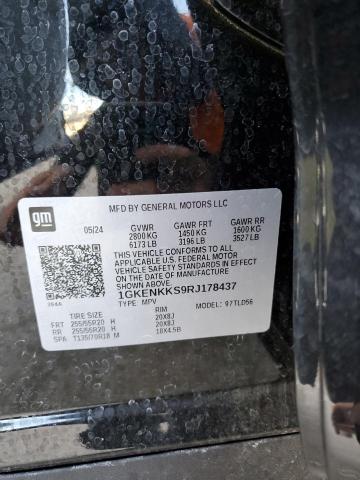 MFD BY GENERAL MOTORS LLC
gm 05/24 GVWR GAWR FRT GAWR RR
2800 KG 1450 KG 1600 KG
6173 LB 3196 LB 3527 LB
THIS VEHICLE CONFORMS TO ALL
APPLICABLE U.S. FEDERAL MOTOR
VEHICLE SAFETY STANDARDS IN EFFECT
ON THE DATE OF MANUFACTURE
SHOWN ABOVE.
1GKENKKS9RJ178437
TYPE: MPV MODEL: 97TLD56
TIRE SIZE RIM
FRT 255/55R20 H 20X8J
RR 255/55R20 H 20X8J
SPA T135/70R18 M 18X4.5B